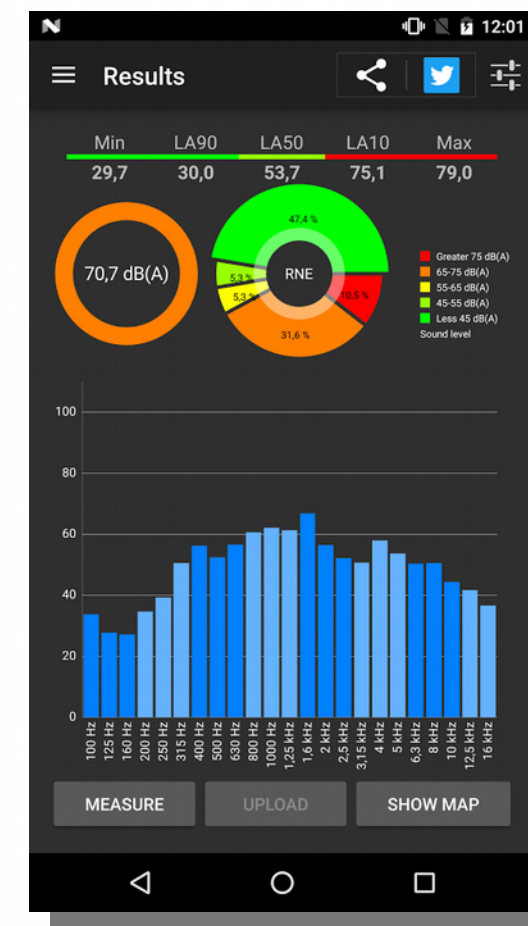 12:01
Results
Min LA90 LA50 LA10 Max
29,7 30,0 53,7 75,1 79,0
70,7 dB(A)
RNE
47,4 %
5,3 %
5,3 %
10,5 %
31,6 %
Greater 75 dB(A)
65-75 dB(A)
55-65 dB(A)
45-55 dB(A)
Less 45 dB(A)
Sound level
100
80
60
40
20
0
100 Hz
125 Hz
160 Hz
200 Hz
250 Hz
315 Hz
400 Hz
500 Hz
630 Hz
800 Hz
1000 Hz
1,25 kHz
1,6 kHz
2 kHz
2,5 kHz
3,15 kHz
4 kHz
5 kHz
6,3 kHz
8 kHz
10 kHz
12,5 kHz
16 kHz
MEASURE UPLOAD SHOW MAP